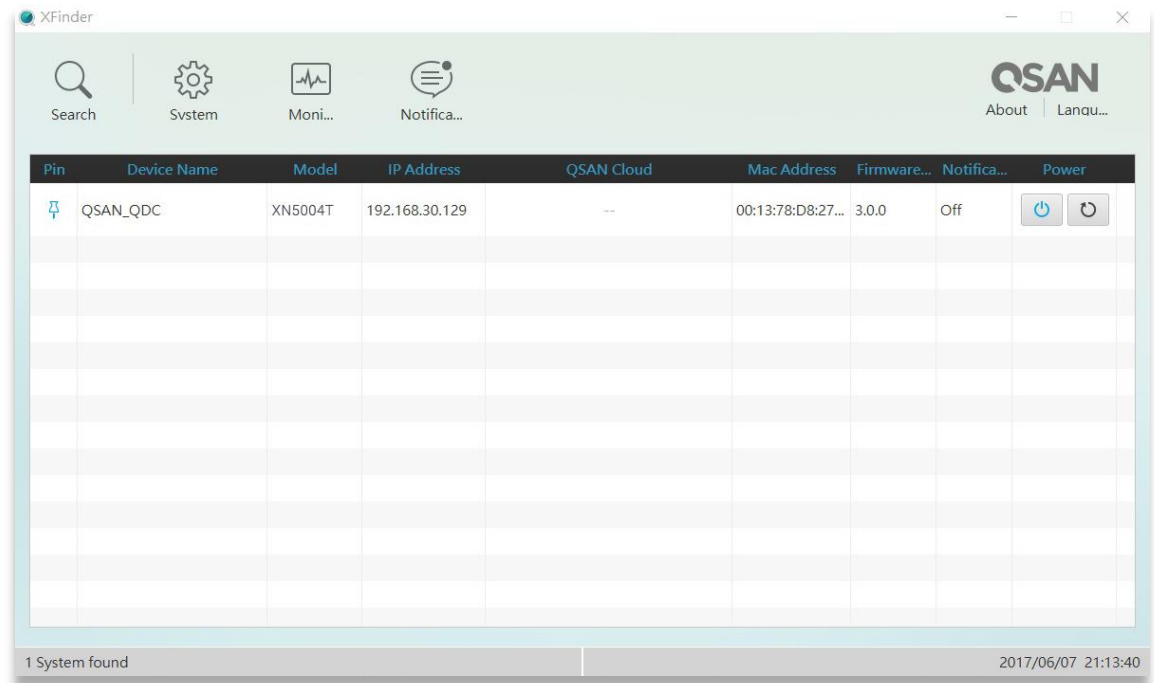 XFinder
QSAN
Search System Moni... Notifica... About Langu...
Pin Device Name Model IP Address QSAN Cloud Mac Address Firmware... Notifica... Power
QSAN_QDC XN5004T 192.168.30.129 -- 00:13:78:D8:27... 3.0.0 Off
1 System found 2017/06/07 21:13:40